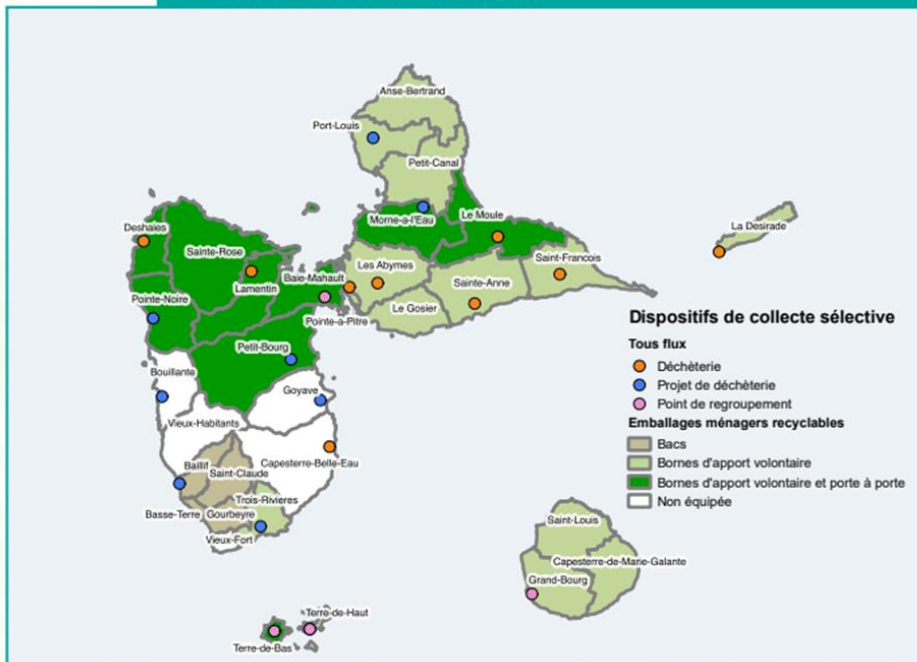 Anse-Bertrand
Port-Louis
Petit-Canal
Morne-a-l'Eau
Le Moule
La Desirade
Deshaies
Sainte-Rose
Les Abymes
Saint-Francois
Baie-Mahault
Lamentin
Sainte-Anne
Pointe-Noire
Le Gosier
Pointe-a-Pitre
Petit-Bourg
Bouillante
Goyave
Vieux-Habitants
Capesterre-Belle-Eau
Baillif
Saint-Claude
Trois-Rivieres
Basse-Terre
Gourbeyre
Vieux-Fort
Saint-Louis
Capesterre-de-Marie-Galante
Grand-Bourg
Terre-de-Haut
Terre-de-Bas
Dispositifs de collecte sélective
Tous flux
Déchèterie
Projet de déchèterie
Point de regroupement
Emballages ménagers recyclables
Bacs
Bornes d'apport volontaire
Bornes d'apport volontaire et porte à porte
Non équipée